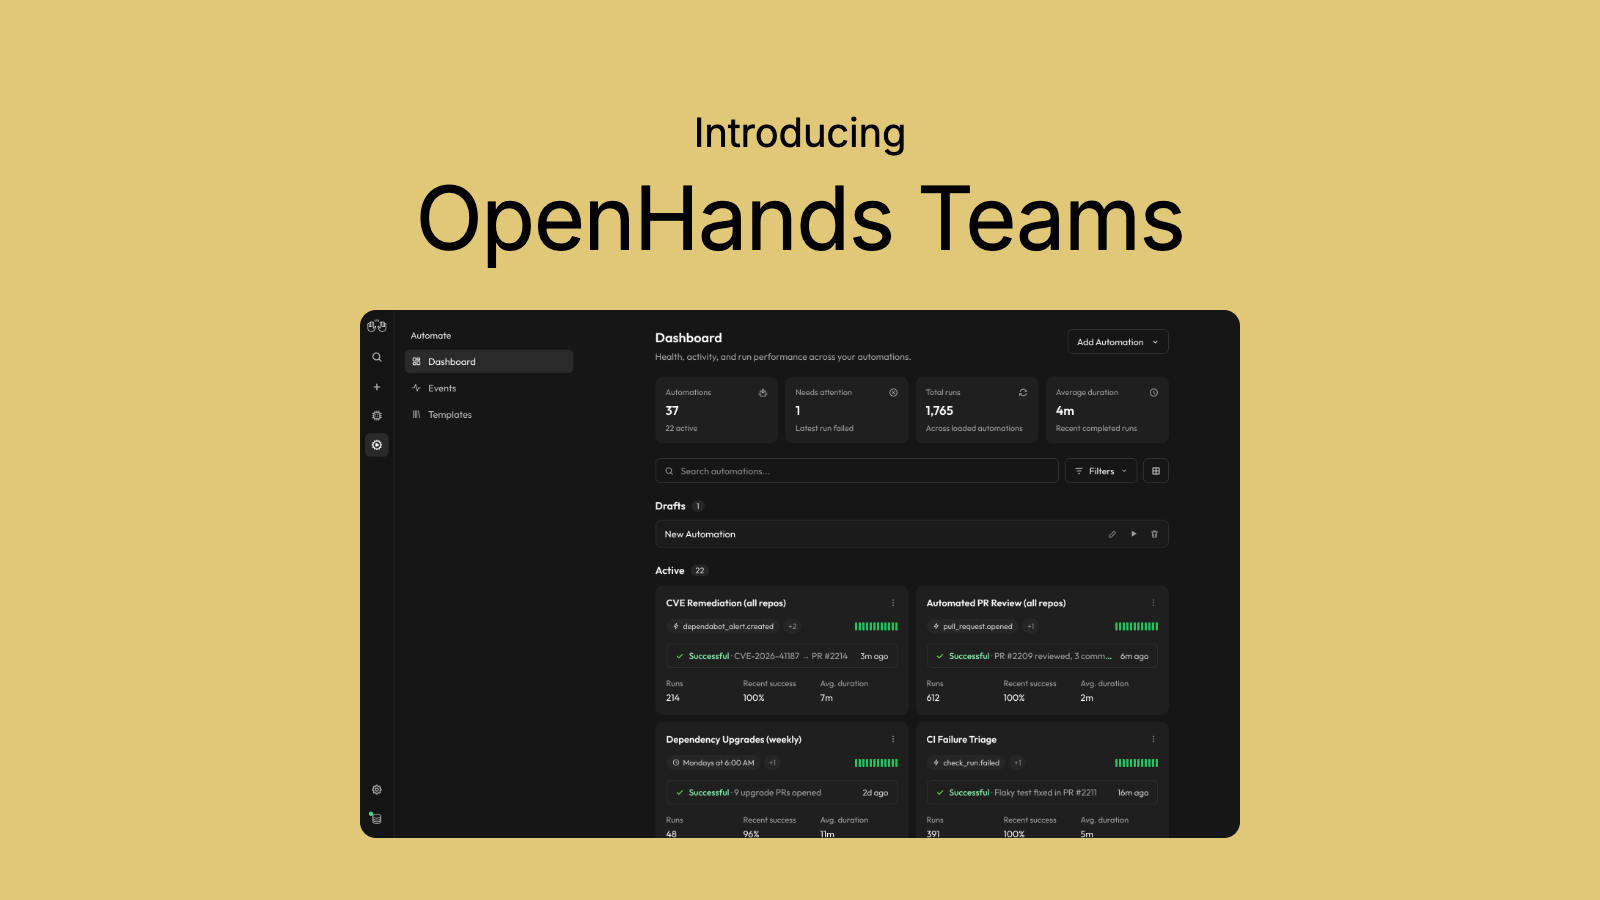 Introducing
OpenHands Teams
Automate
Dashboard
Events
Templates
Dashboard
Health, activity, and run performance across your automations.
Add Automation
Automations
37
22 active
Needs attention
1
Latest run failed
Total runs
1,765
Across loaded automations
Average duration
4m
Recent completed runs
Search automations...
Filters
Drafts 1
New Automation
Active 22
CVE Remediation (all repos)
dependabot_alert.created +2
Successful · CVE-2026-41187 → PR #2214 3m ago
Runs Recent success Avg. duration
214 100% 7m
Automated PR Review (all repos)
pull_request.opened +1
Successful · PR #2209 reviewed, 3 comm... 6m ago
Runs Recent success Avg. duration
612 100% 2m
Dependency Upgrades (weekly)
Mondays at 6:00 AM +1
Successful · 9 upgrade PRs opened 2d ago
Runs Recent success Avg. duration
48 96% 11m
CI Failure Triage
check_run.failed +1
Successful · Flaky test fixed in PR #2211 16m ago
Runs Recent success Avg. duration
391 100% 5m